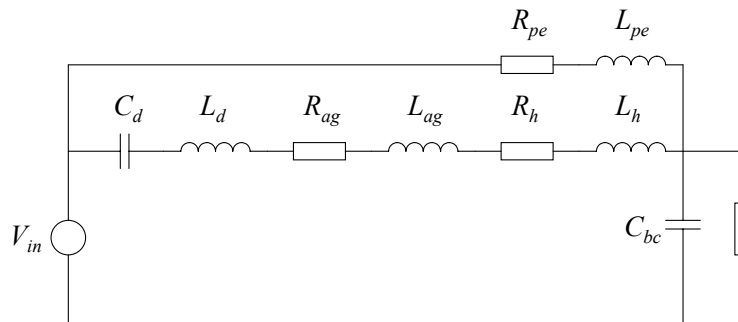 R_pe L_pe
C_d L_d R_ag L_ag R_h L_h
V_in C_bc